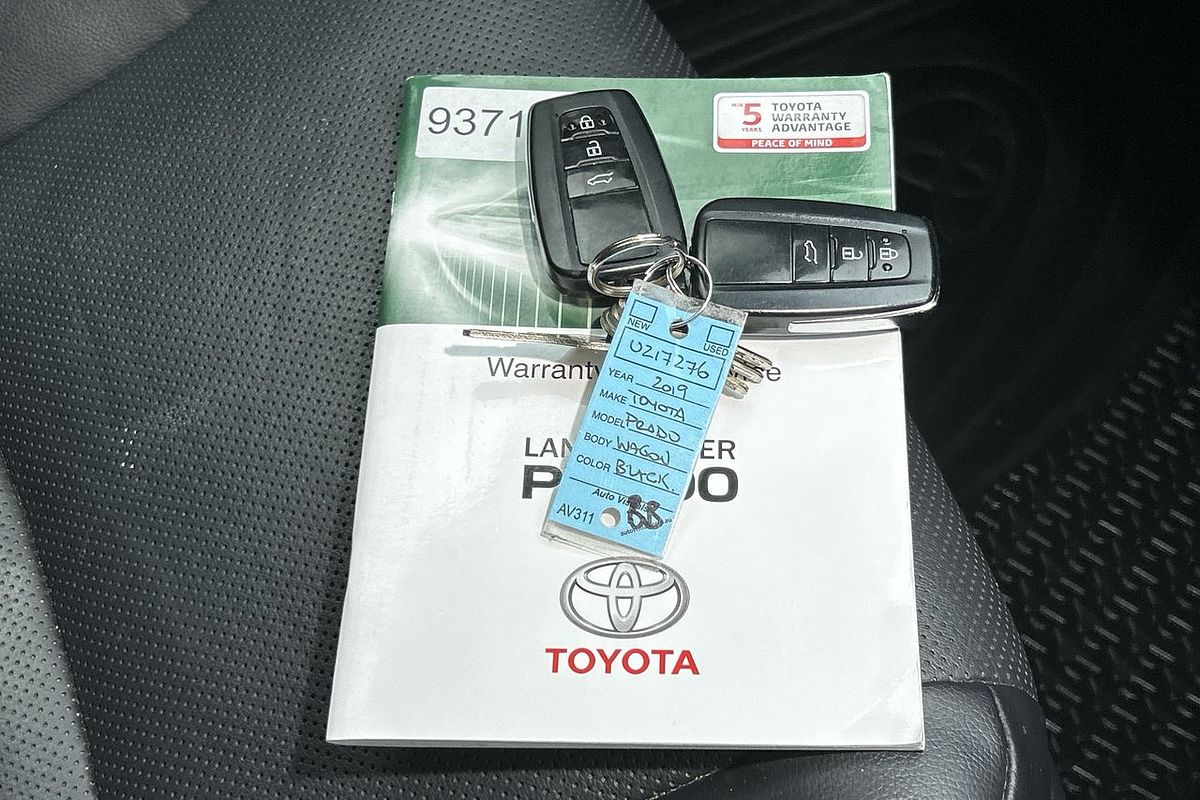 9371
MIN 5 YEARS
TOYOTA
WARRANTY
ADVANTAGE
PEACE OF MIND
NEW
USED
U217276
YEAR 2019
MAKE TOYOTA
MODEL PRADO
BODY WAGON
COLOR BLACK.
AV311
BB
Warranty
LAN ER
P DO
TOYOTA